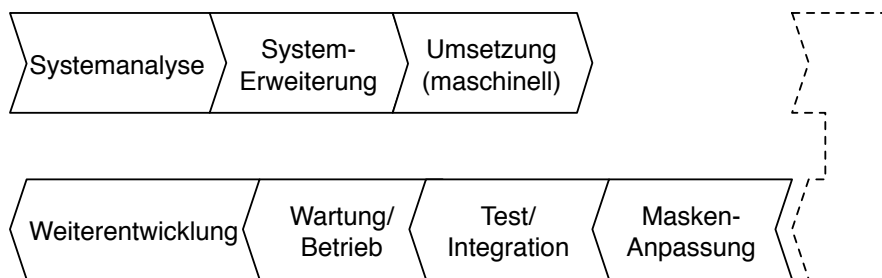 Systemanalyse
System-
Erweiterung
Umsetzung
(maschinell)
Weiterentwicklung
Wartung/
Betrieb
Test/
Integration
Masken-
Anpassung